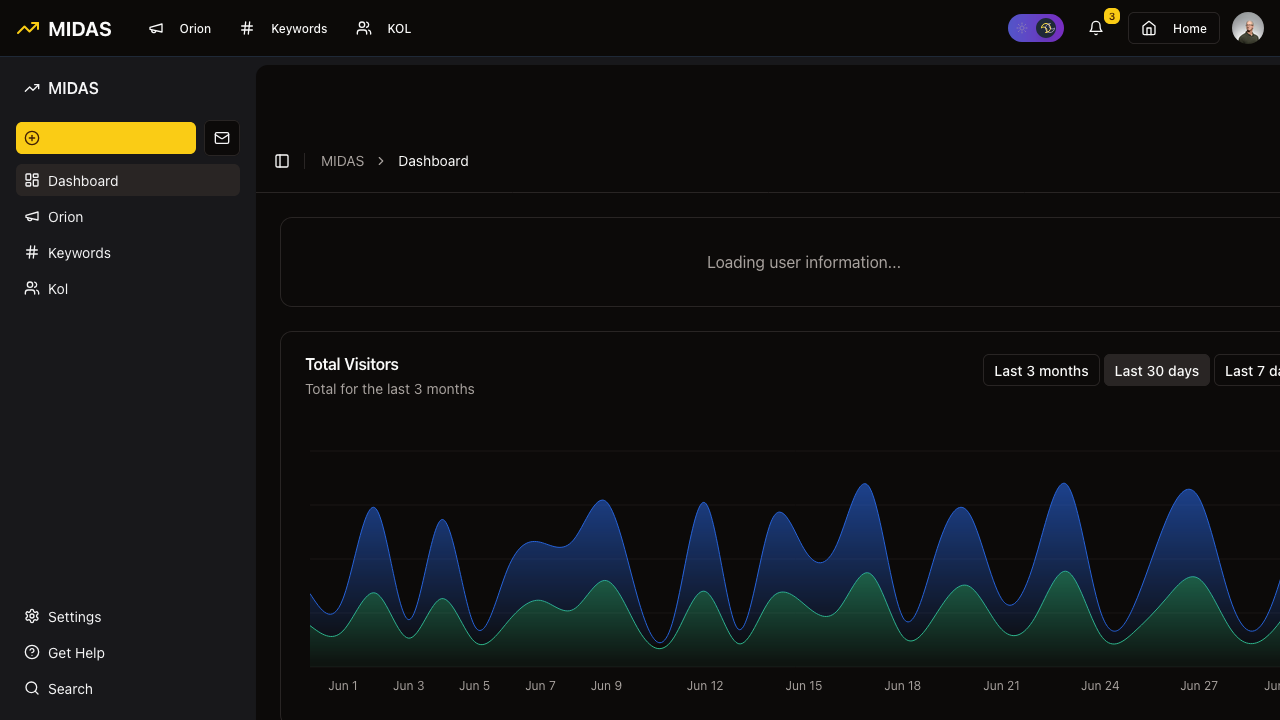 MIDAS
Orion
Keywords
KOL
3
Home
MIDAS
Dashboard
Orion
Keywords
Kol
Settings
Get Help
Search
MIDAS > Dashboard
Loading user information...
Total Visitors
Total for the last 3 months
Last 3 months
Last 30 days
Last 7 da
Jun 1 Jun 3 Jun 5 Jun 7 Jun 9 Jun 12 Jun 15 Jun 18 Jun 21 Jun 24 Jun 27